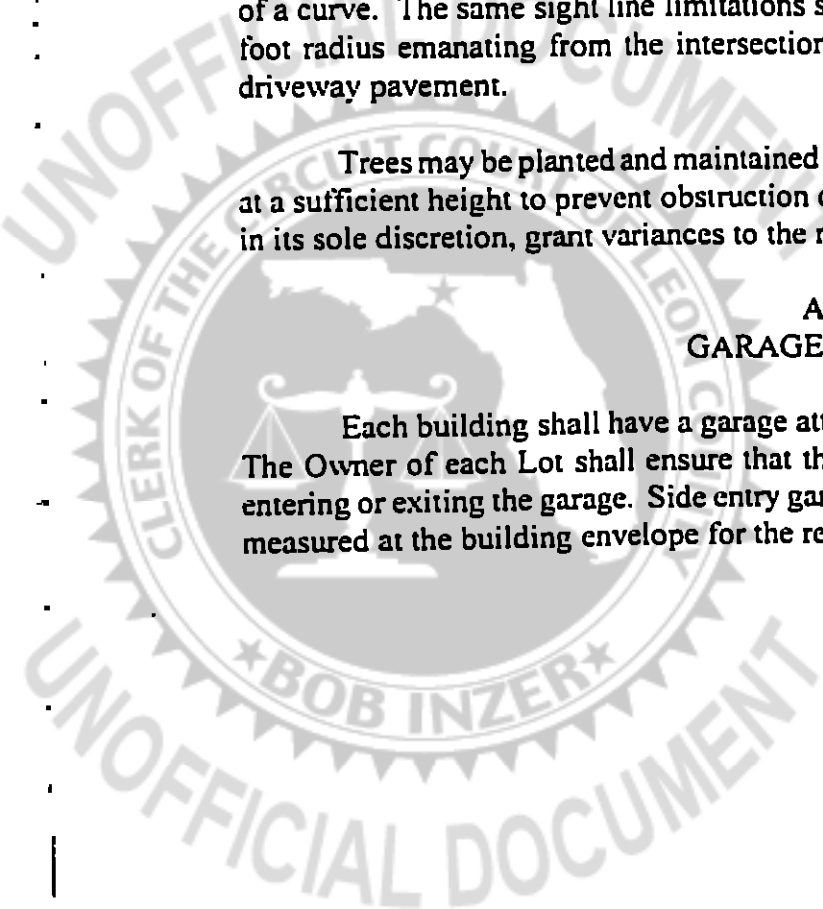 of a curve. The same sight line limitations s
foot radius emanating from the intersection
driveway pavement.
Trees may be planted and maintained
at a sufficient height to prevent obstruction
in its sole discretion, grant variances to the
A
GARAGE
Each building shall have a garage att
The Owner of each Lot shall ensure that th
entering or exiting the garage. Side entry gar
measured at the building envelope for the re
UNOFFICIAL DOCUMENT
CLERK OF THE CIRCUIT COURT LEON COUNTY
★BOB INZER★
UNOFFICIAL DOCUMENT